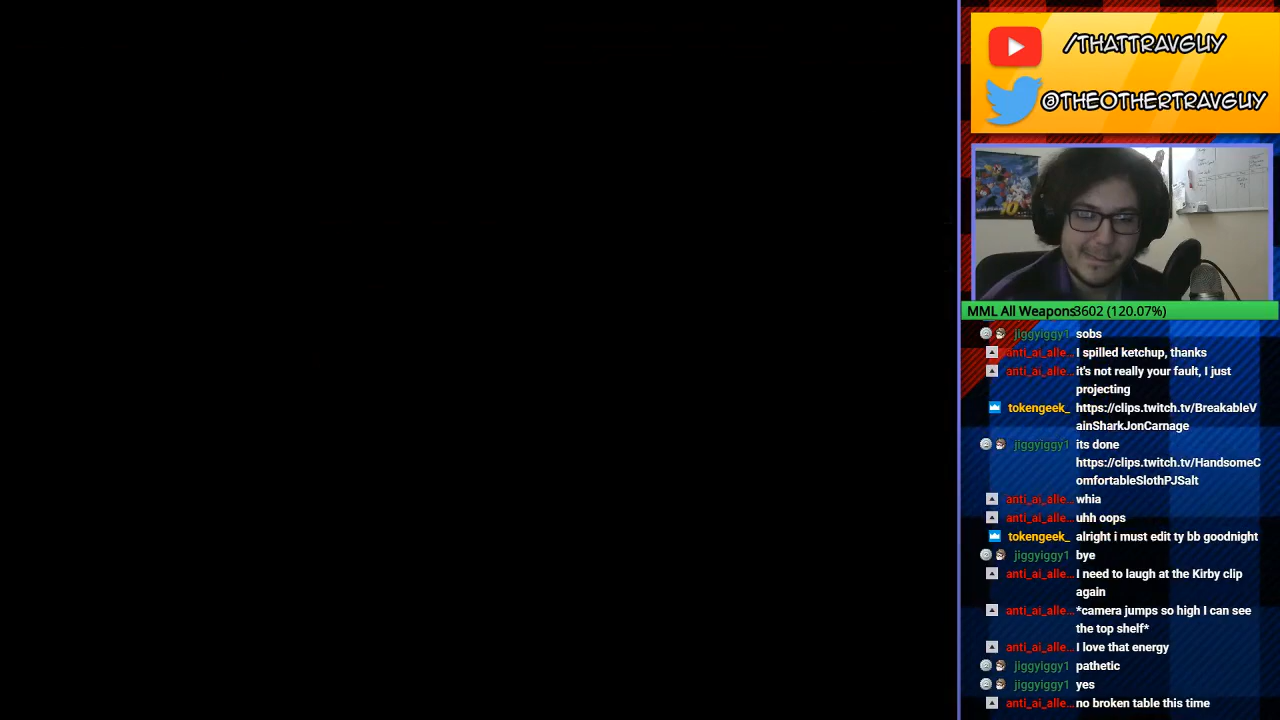 /THATTRAVGUY
@THEOTHERTRAVGUY
MML All Weapons3602 (120.07%)
jiggyiggy1 sobs
anti_ai_alle... I spilled ketchup, thanks
anti_ai_alle... it's not really your fault, I just
projecting
tokengeek_ https://clips.twitch.tv/BreakableV
ainSharkJonCarnage
jiggyiggy1 its done
https://clips.twitch.tv/HandsomeC
omfortableSlothPJSalt
anti_ai_alle... whia
anti_ai_alle... uhh oops
tokengeek_ alright i must edit ty bb goodnight
jiggyiggy1 bye
anti_ai_alle... I need to laugh at the Kirby clip
again
anti_ai_alle... *camera jumps so high I can see
the top shelf*
anti_ai_alle... I love that energy
jiggyiggy1 pathetic
jiggyiggy1 yes
anti_ai_alle... no broken table this time